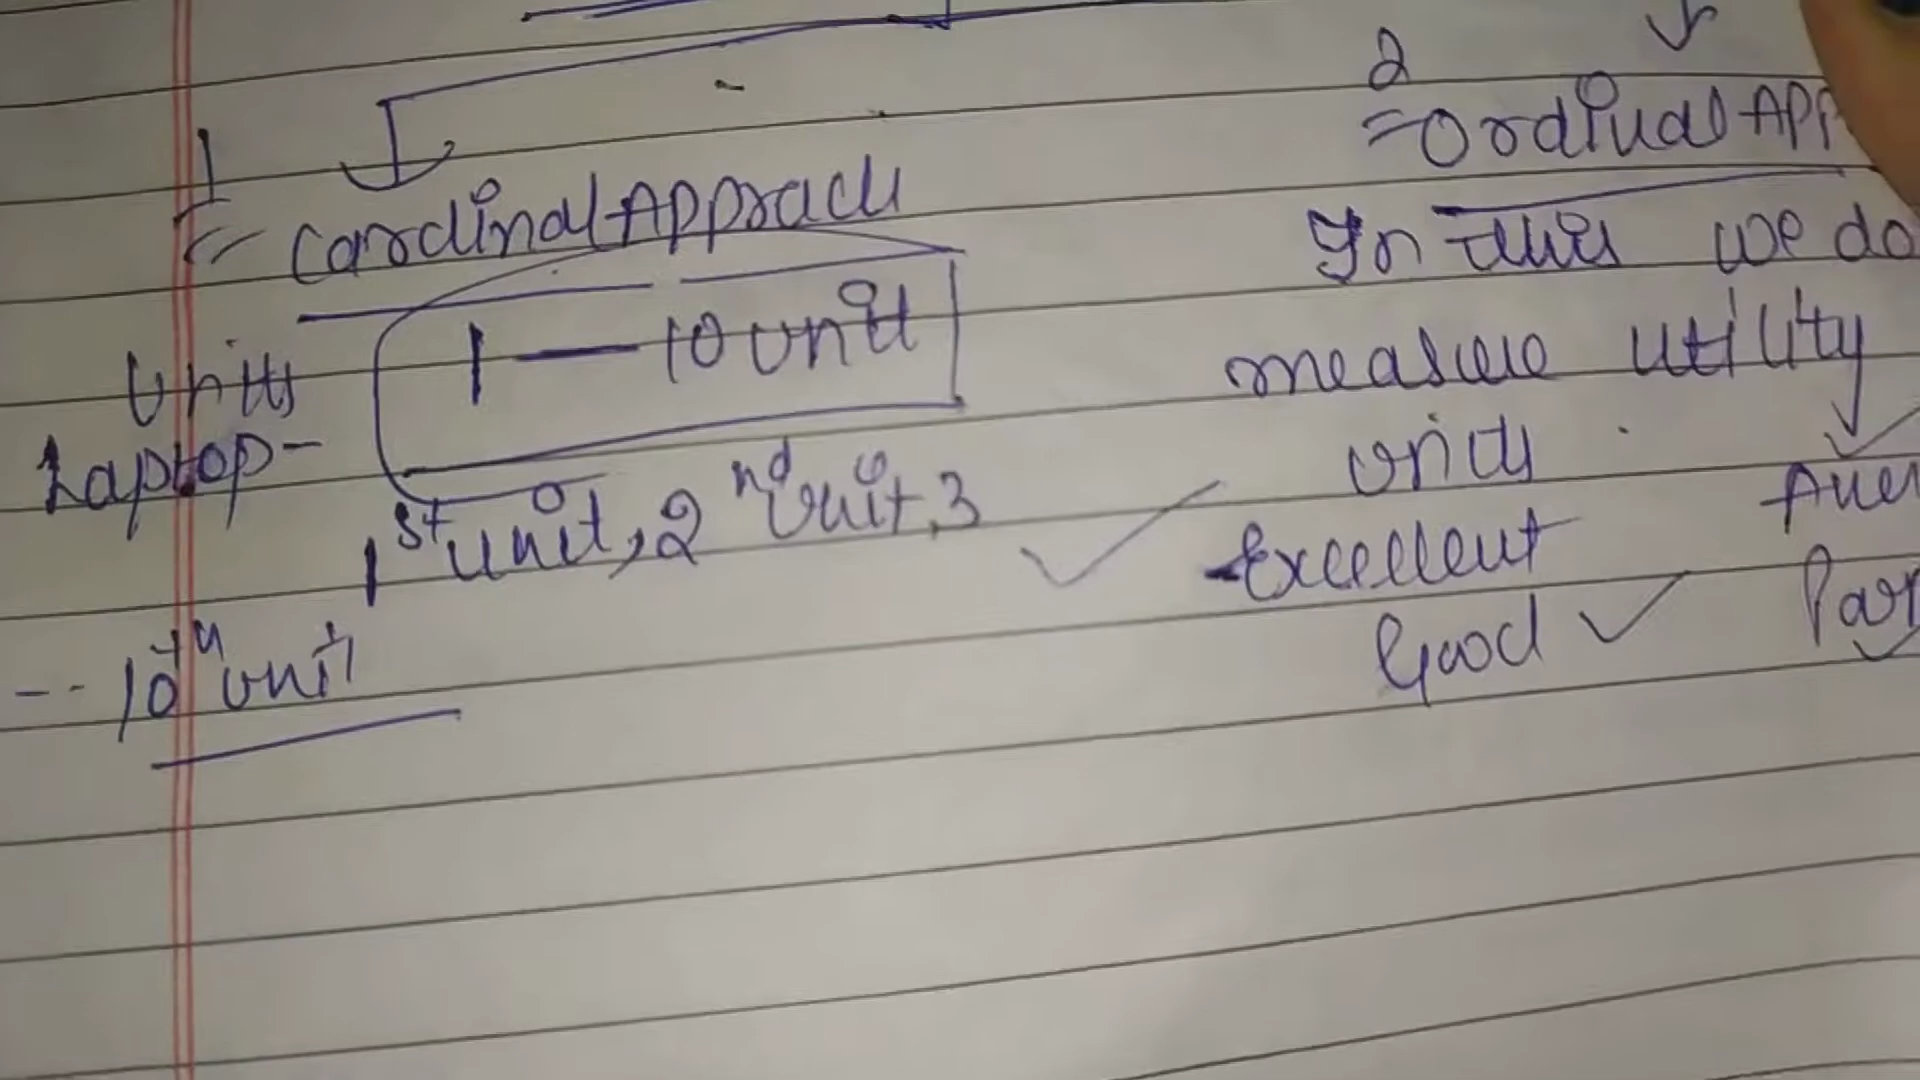 1
Cardinal Approach
Units 1 — 10 unit
Laptop-
1st unit, 2nd unit, 3
-- 10th unit
2
= Ordinal App
In this we do
measure utility
units
Excellent Aver
Good ✓